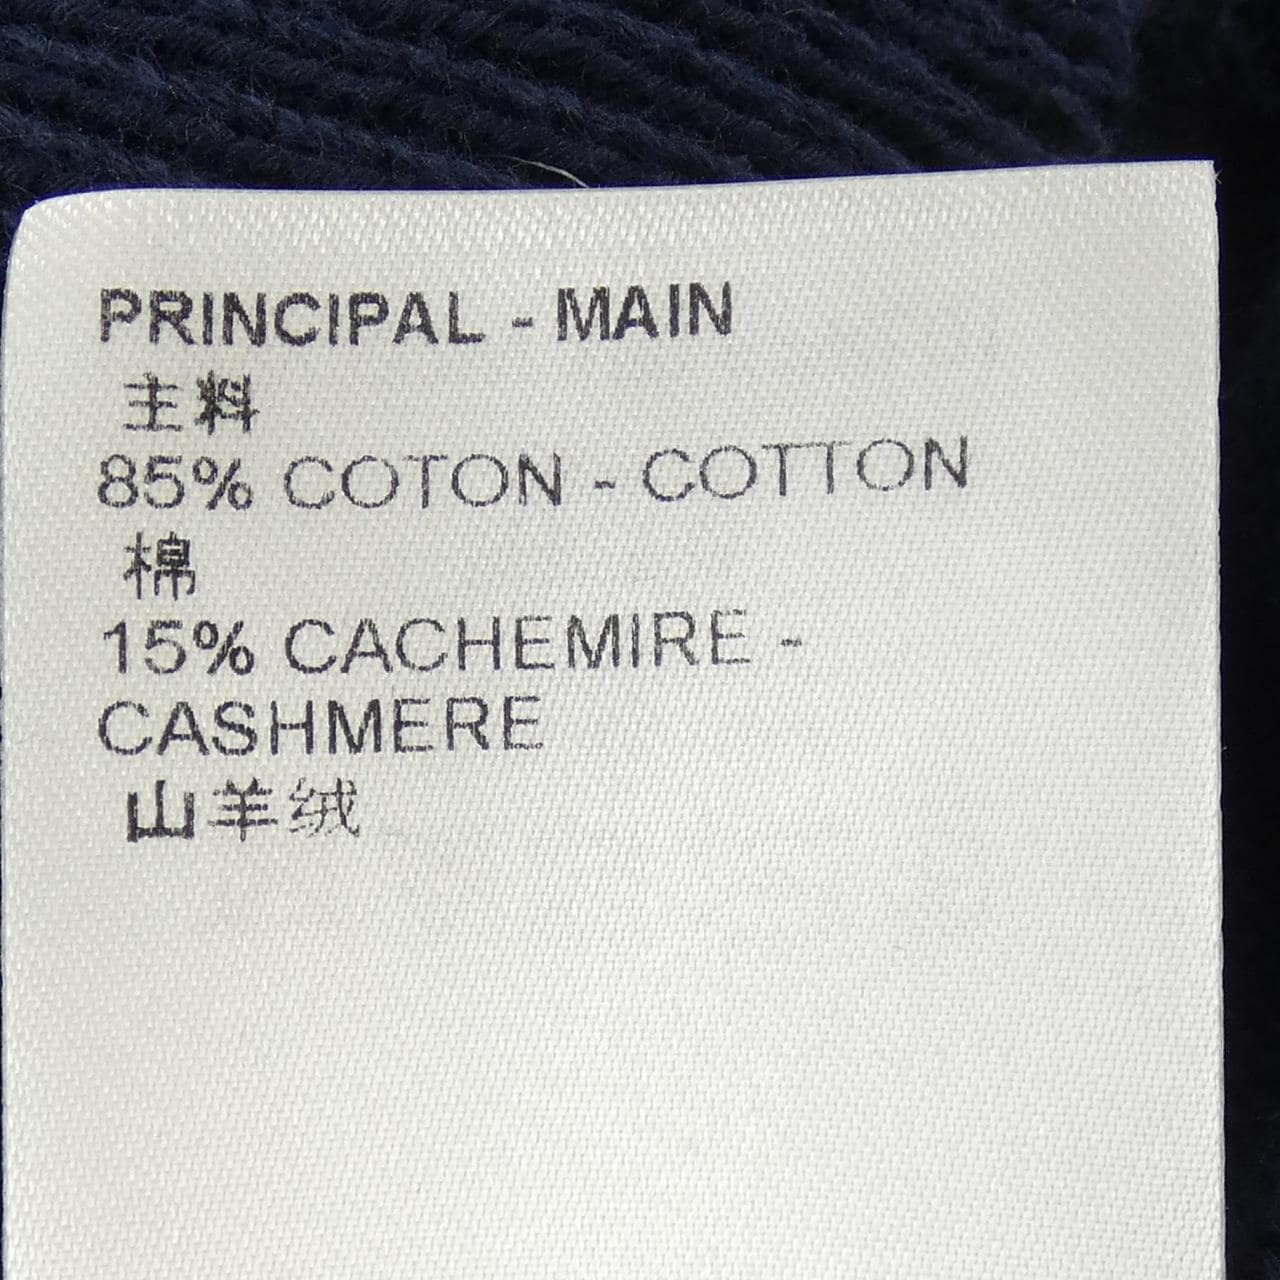 PRINCIPAL - MAIN
主料
85% COTON - COTTON
棉
15% CACHEMIRE -
CASHMERE
山羊绒